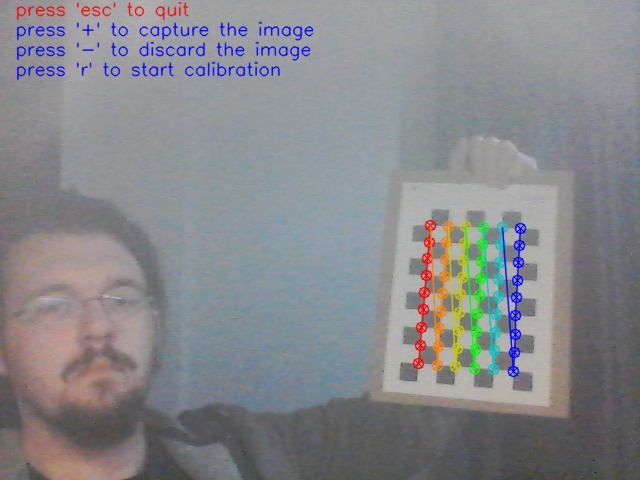 press 'esc' to quit
press '+' to capture the image
press '-' to discard the image
press 'r' to start calibration